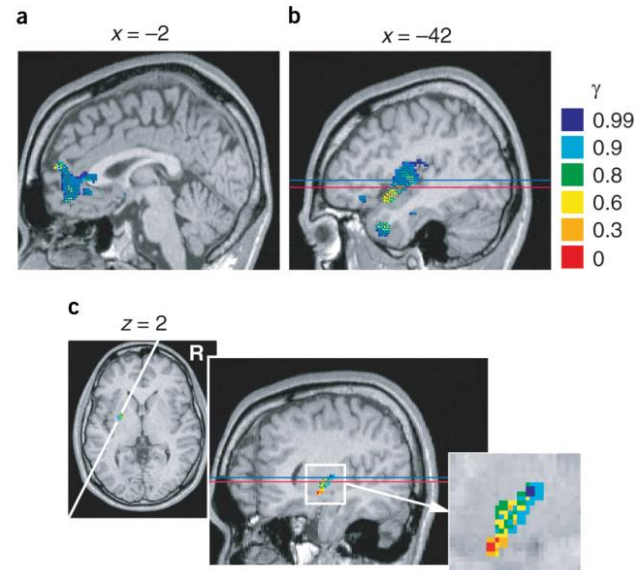 a
x = −2
b
x = −42
γ
0.99
0.9
0.8
0.6
0.3
0
c
z = 2
R